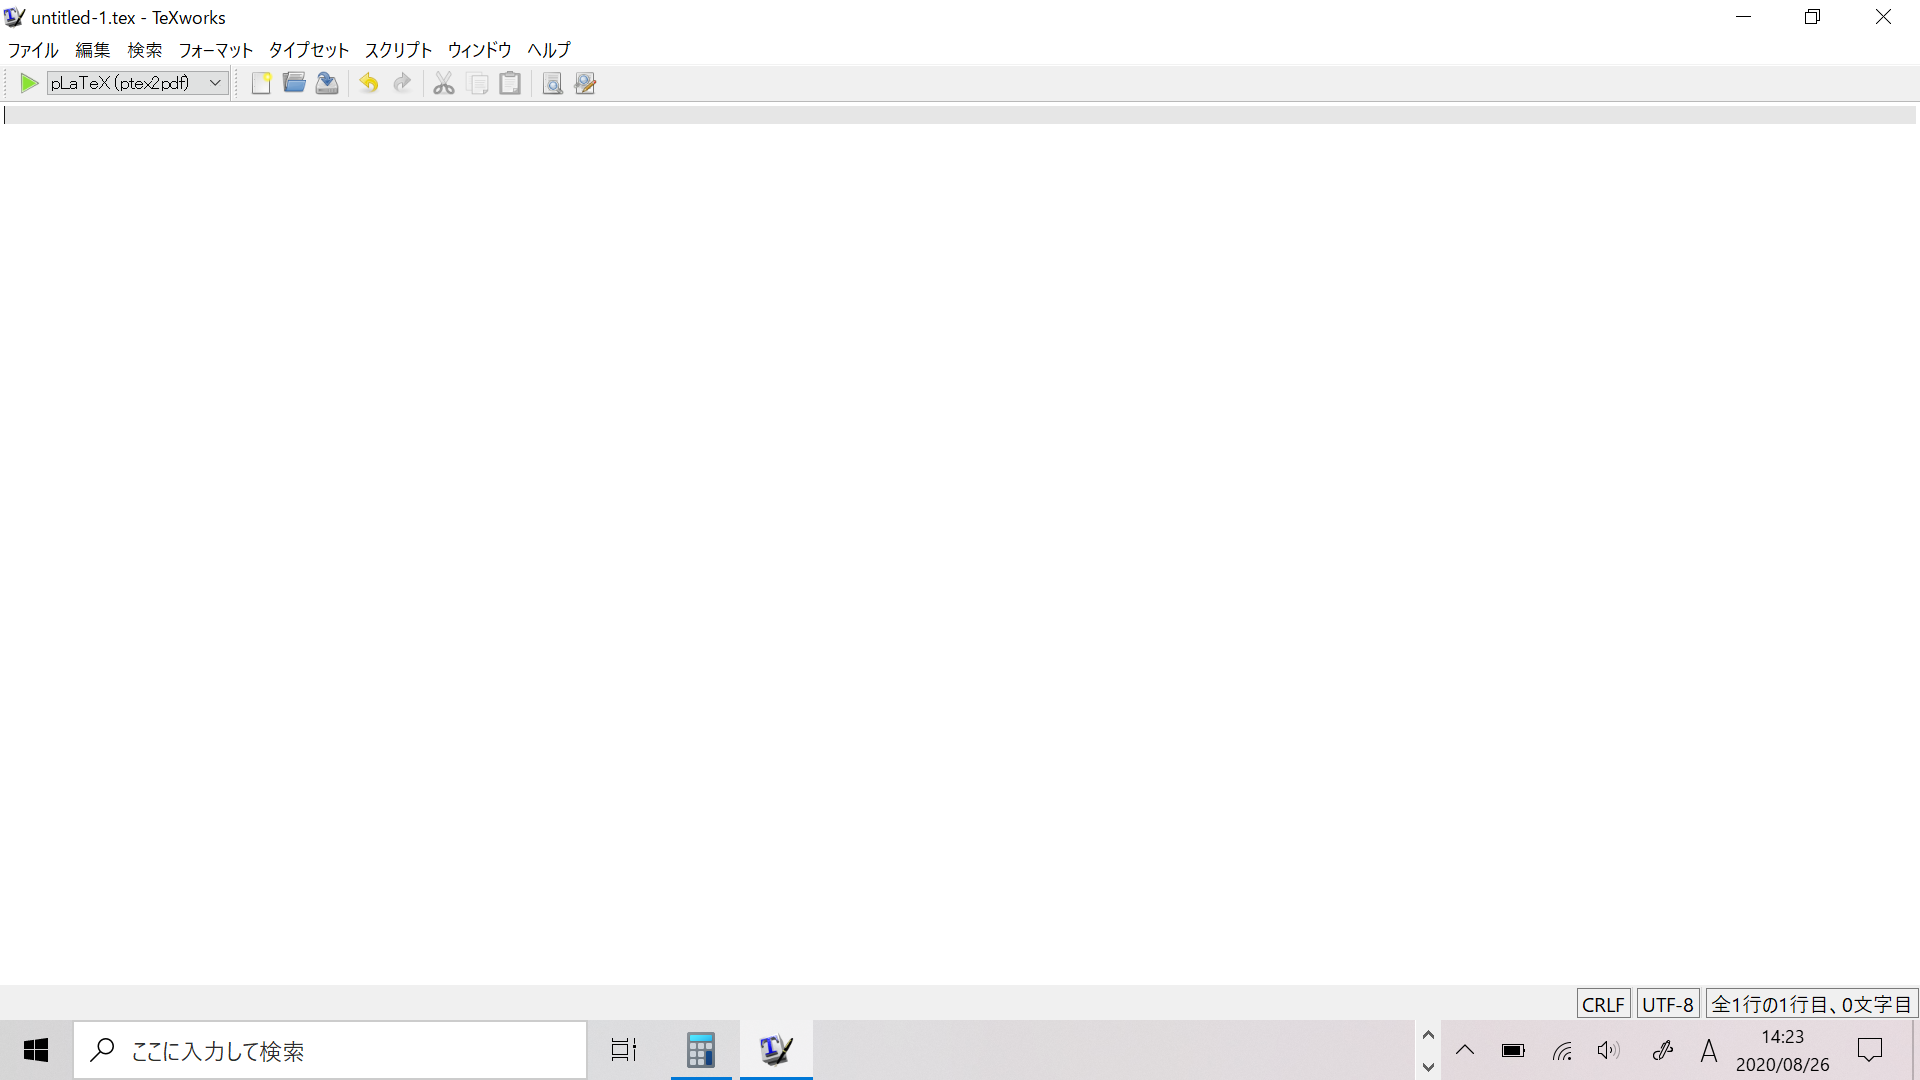 untitled-1.tex - TeXworks
ファイル 編集 検索 フォーマット タイプセット スクリプト ウィンドウ ヘルプ
pLaTeX (ptex2pdf)
CRLF UTF-8 全1行の1行目、0文字目
ここに入力して検索
A
14:23
2020/08/26